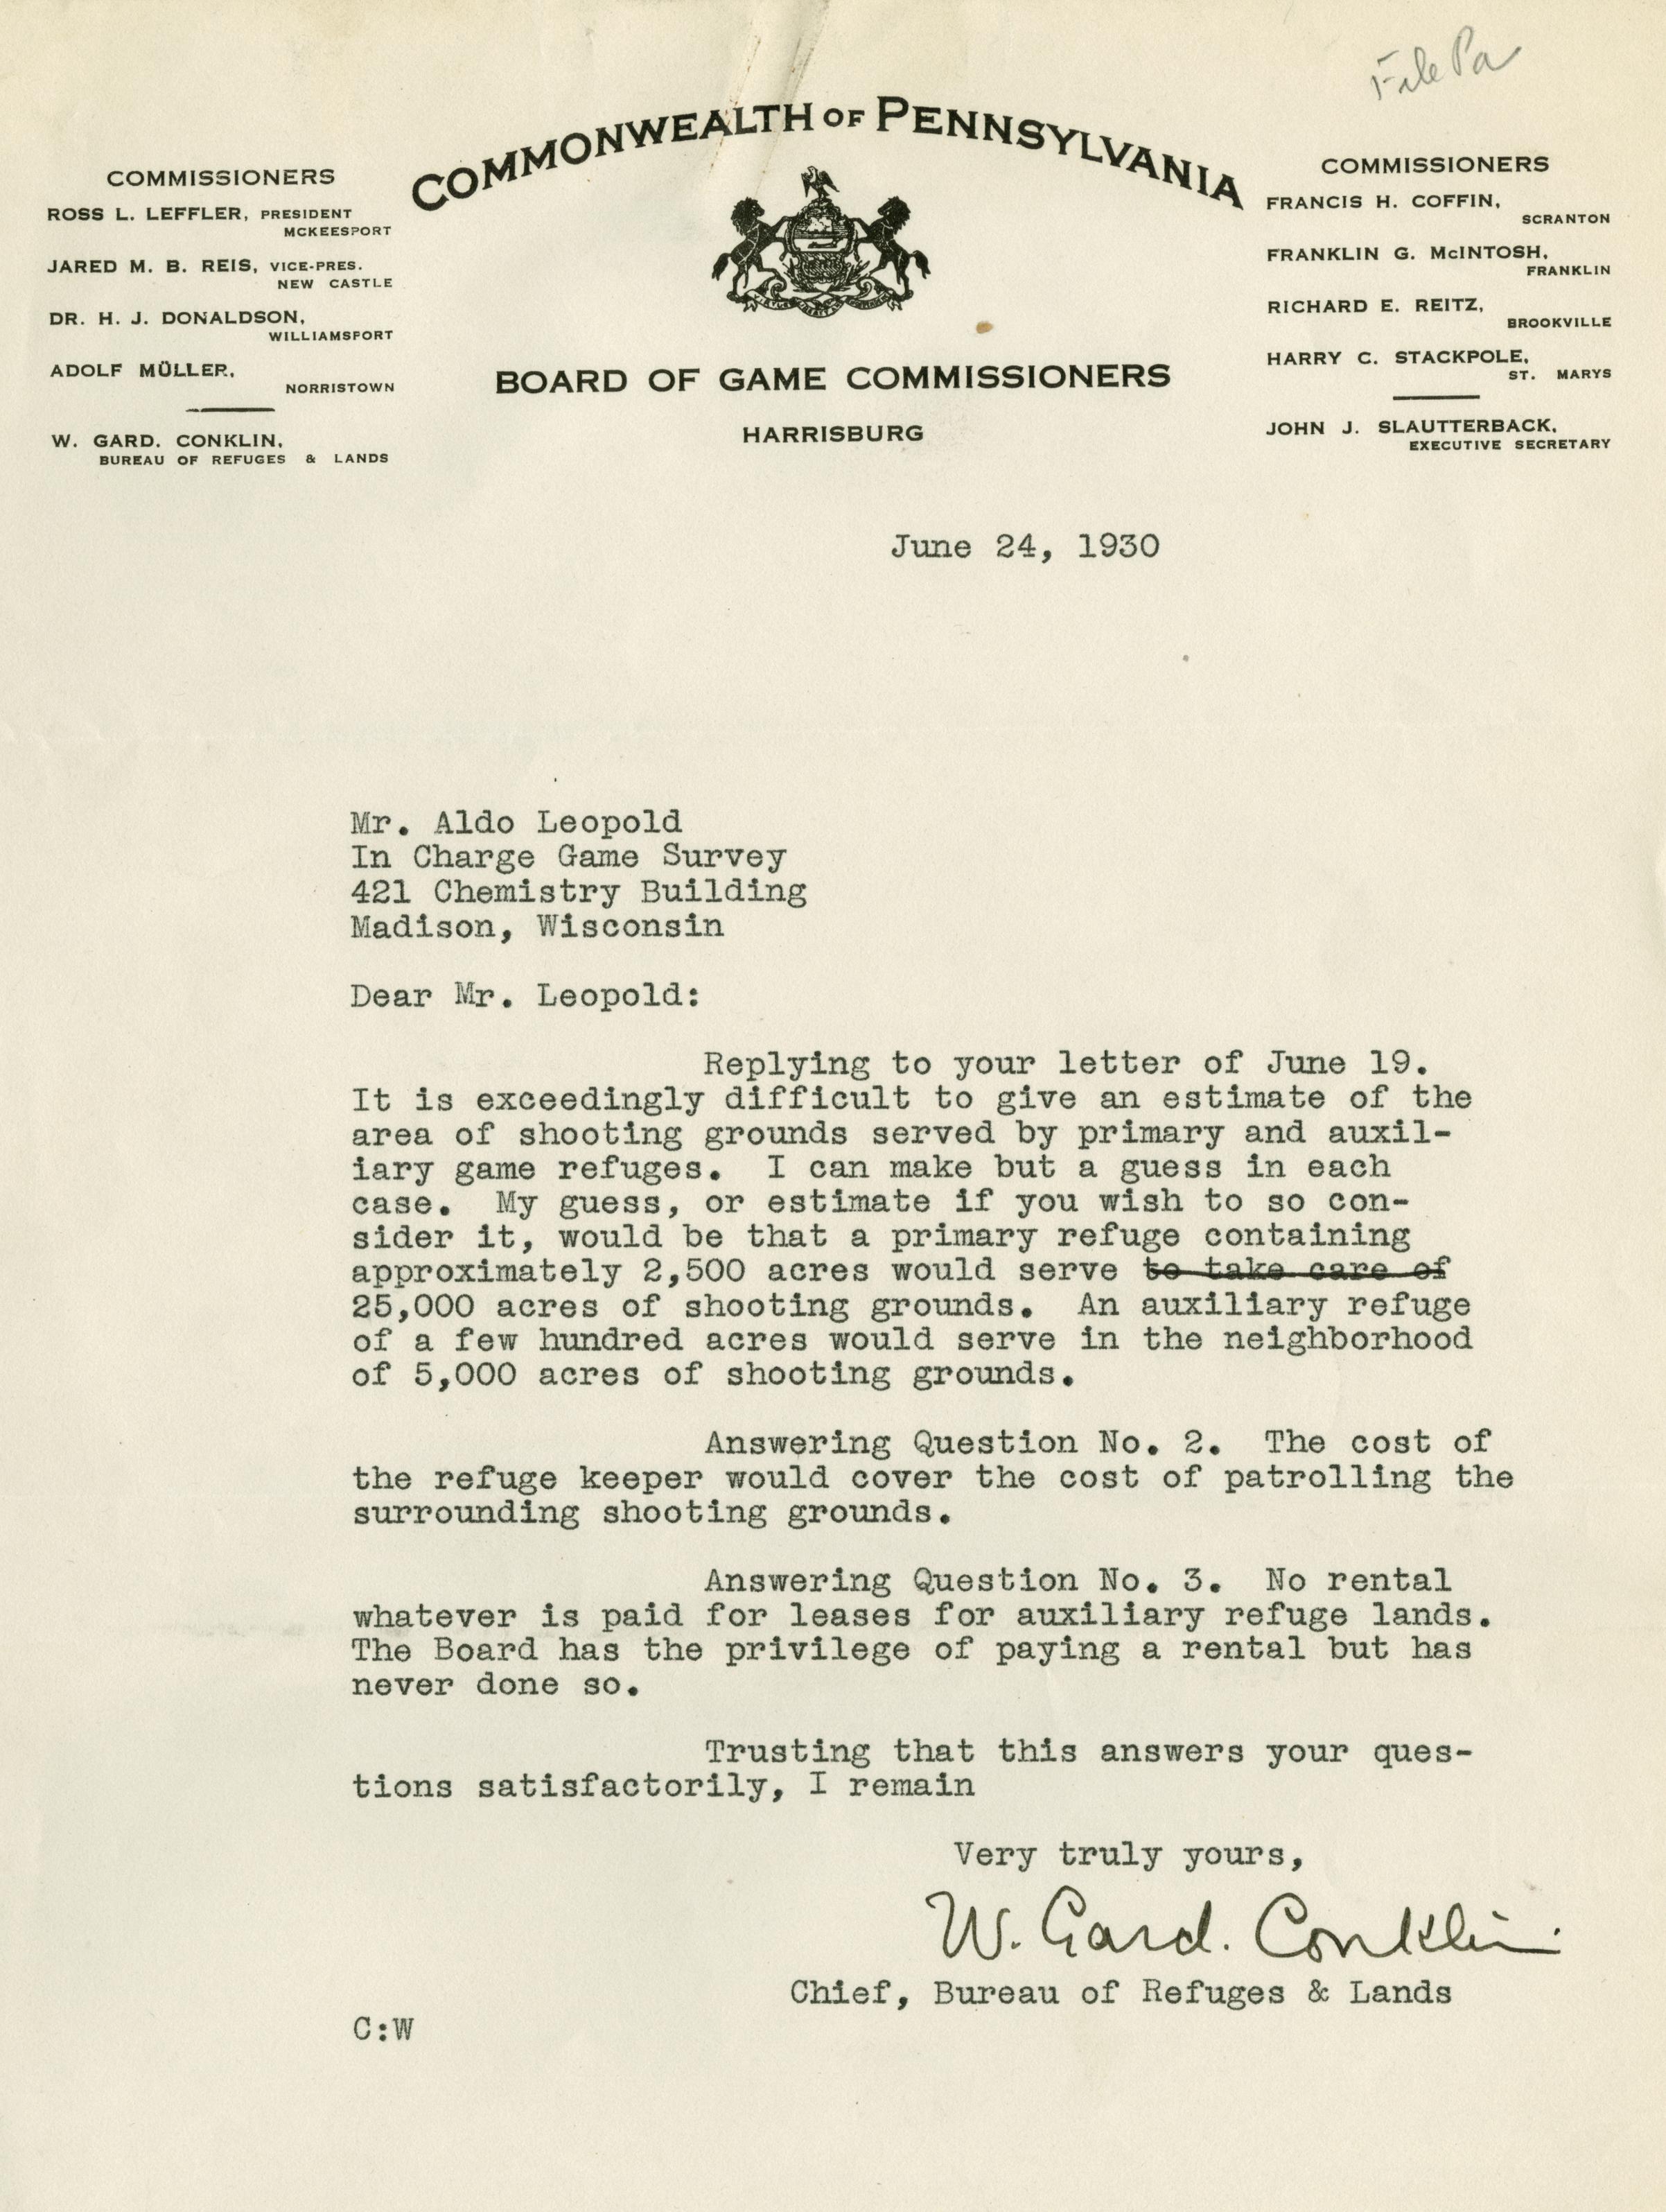 File Pa
COMMONWEALTH OF PENNSYLVANIA
COMMISSIONERS
ROSS L. LEFFLER, PRESIDENT
MCKEESPORT
JARED M. B. REIS, VICE-PRES.
NEW CASTLE
DR. H. J. DONALDSON,
WILLIAMSPORT
ADOLF MÜLLER,
NORRISTOWN
W. GARD. CONKLIN,
BUREAU OF REFUGES & LANDS
COMMISSIONERS
FRANCIS H. COFFIN,
SCRANTON
FRANKLIN G. McINTOSH,
FRANKLIN
RICHARD E. REITZ,
BROOKVILLE
HARRY C. STACKPOLE,
ST. MARYS
JOHN J. SLAUTTERBACK,
EXECUTIVE SECRETARY
BOARD OF GAME COMMISSIONERS
HARRISBURG
June 24, 1930
Mr. Aldo Leopold
In Charge Game Survey
421 Chemistry Building
Madison, Wisconsin
Dear Mr. Leopold:
Replying to your letter of June 19.
It is exceedingly difficult to give an estimate of the
area of shooting grounds served by primary and auxil-
iary game refuges. I can make but a guess in each
case. My guess, or estimate if you wish to so con-
sider it, would be that a primary refuge containing
approximately 2,500 acres would serve to take care of
25,000 acres of shooting grounds. An auxiliary refuge
of a few hundred acres would serve in the neighborhood
of 5,000 acres of shooting grounds.
Answering Question No. 2. The cost of
the refuge keeper would cover the cost of patrolling the
surrounding shooting grounds.
Answering Question No. 3. No rental
whatever is paid for leases for auxiliary refuge lands.
The Board has the privilege of paying a rental but has
never done so.
Trusting that this answers your ques-
tions satisfactorily, I remain
Very truly yours,
W. Gard. Conklin
Chief, Bureau of Refuges & Lands
C:W